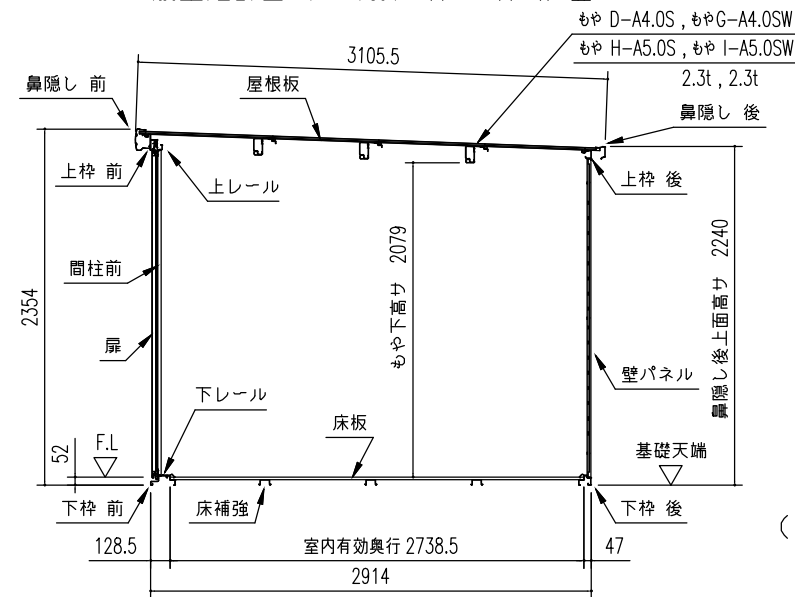 もや D-A4.0S , もやG-A4.0SW
もや H-A5.0S , もや I-A5.0SW
2.3t , 2.3t
3105.5
鼻隠し 前
屋根板
鼻隠し 後
上枠 前
上レール
上枠 後
間柱前
もや下高サ 2079
鼻隠し後上面高サ 2240
2354
扉
壁パネル
下レール
床板
52
F.L
基礎天端
下枠 前
床補強
下枠 後
(
128.5
室内有効奥行 2738.5
47
2914